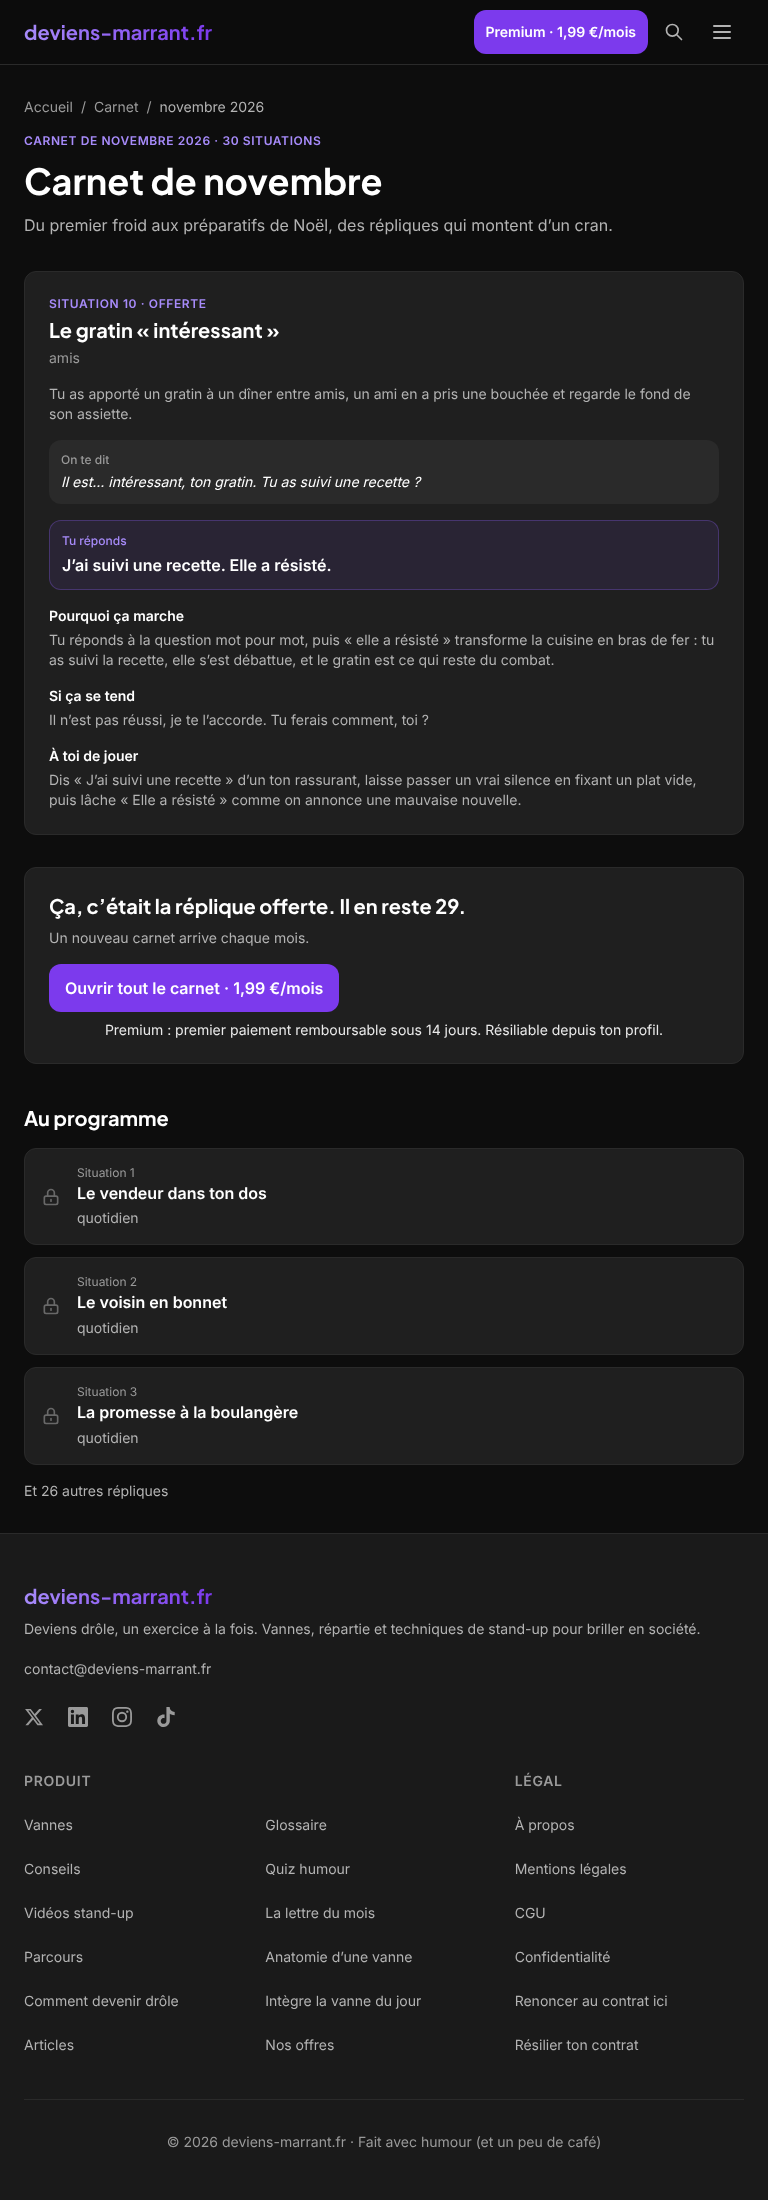 deviens-marrant.fr
Premium · 1,99 €/mois
Accueil / Carnet / novembre 2026
CARNET DE NOVEMBRE 2026 · 30 SITUATIONS
Carnet de novembre
Du premier froid aux préparatifs de Noël, des répliques qui montent d’un cran.
SITUATION 10 · OFFERTE
Le gratin « intéressant »
amis
Tu as apporté un gratin à un dîner entre amis, un ami en a pris une bouchée et regarde le fond de
son assiette.
On te dit
Il est… intéressant, ton gratin. Tu as suivi une recette ?
Tu réponds
J’ai suivi une recette. Elle a résisté.
Pourquoi ça marche
Tu réponds à la question mot pour mot, puis « elle a résisté » transforme la cuisine en bras de fer : tu
as suivi la recette, elle s’est débattue, et le gratin est ce qui reste du combat.
Si ça se tend
Il n’est pas réussi, je te l’accorde. Tu ferais comment, toi ?
À toi de jouer
Dis « J’ai suivi une recette » d’un ton rassurant, laisse passer un vrai silence en fixant un plat vide,
puis lâche « Elle a résisté » comme on annonce une mauvaise nouvelle.
Ça, c’était la réplique offerte. Il en reste 29.
Un nouveau carnet arrive chaque mois.
Ouvrir tout le carnet · 1,99 €/mois
Premium : premier paiement remboursable sous 14 jours. Résiliable depuis ton profil.
Au programme
Situation 1
Le vendeur dans ton dos
quotidien
Situation 2
Le voisin en bonnet
quotidien
Situation 3
La promesse à la boulangère
quotidien
Et 26 autres répliques
deviens-marrant.fr
Deviens drôle, un exercice à la fois. Vannes, répartie et techniques de stand-up pour briller en société.
contact@deviens-marrant.fr
PRODUIT
Vannes
Conseils
Vidéos stand-up
Parcours
Comment devenir drôle
Articles
Glossaire
Quiz humour
La lettre du mois
Anatomie d’une vanne
Intègre la vanne du jour
Nos offres
LÉGAL
À propos
Mentions légales
CGU
Confidentialité
Renoncer au contrat ici
Résilier ton contrat
© 2026 deviens-marrant.fr · Fait avec humour (et un peu de café)